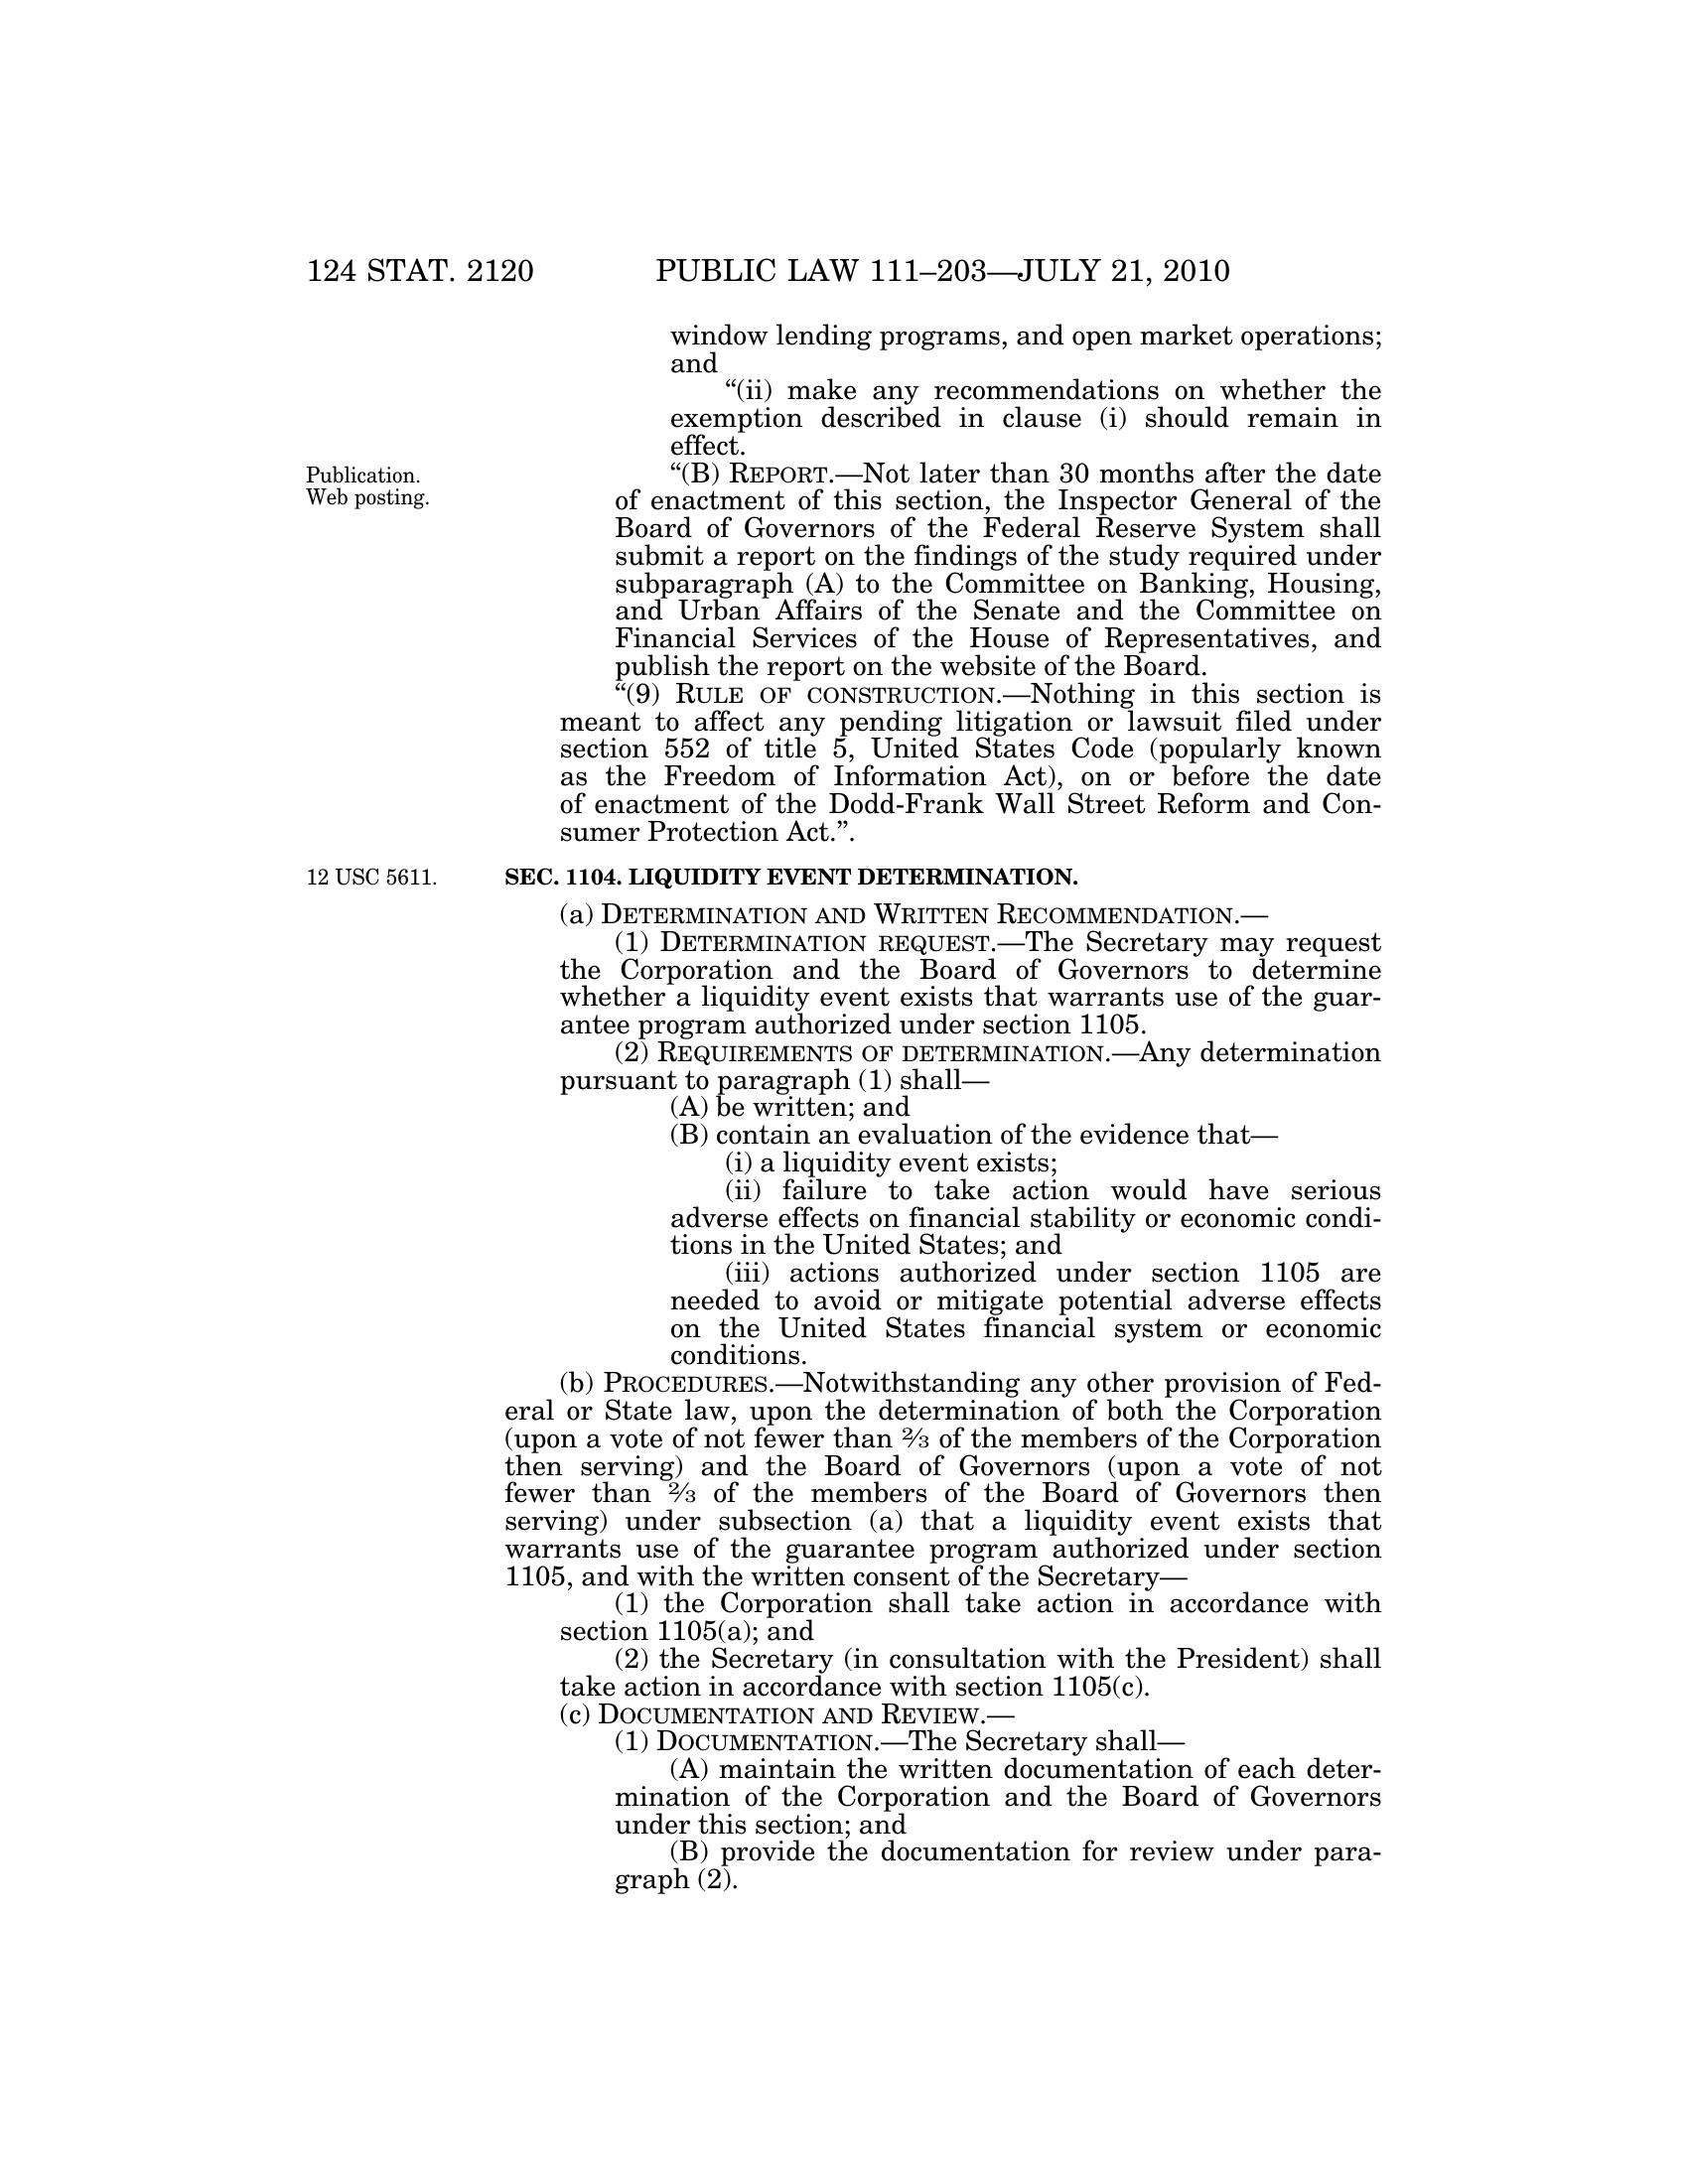 124 STAT. 2120 PUBLIC LAW 111–203—JULY 21, 2010
window lending programs, and open market operations;
and
“(ii) make any recommendations on whether the
exemption described in clause (i) should remain in
effect.
Publication.
Web posting.
“(B) REPORT.—Not later than 30 months after the date
of enactment of this section, the Inspector General of the
Board of Governors of the Federal Reserve System shall
submit a report on the findings of the study required under
subparagraph (A) to the Committee on Banking, Housing,
and Urban Affairs of the Senate and the Committee on
Financial Services of the House of Representatives, and
publish the report on the website of the Board.
“(9) RULE OF CONSTRUCTION.—Nothing in this section is
meant to affect any pending litigation or lawsuit filed under
section 552 of title 5, United States Code (popularly known
as the Freedom of Information Act), on or before the date
of enactment of the Dodd-Frank Wall Street Reform and Con-
sumer Protection Act.”.
12 USC 5611.
SEC. 1104. LIQUIDITY EVENT DETERMINATION.
(a) DETERMINATION AND WRITTEN RECOMMENDATION.—
(1) DETERMINATION REQUEST.—The Secretary may request
the Corporation and the Board of Governors to determine
whether a liquidity event exists that warrants use of the guar-
antee program authorized under section 1105.
(2) REQUIREMENTS OF DETERMINATION.—Any determination
pursuant to paragraph (1) shall—
(A) be written; and
(B) contain an evaluation of the evidence that—
(i) a liquidity event exists;
(ii) failure to take action would have serious
adverse effects on financial stability or economic condi-
tions in the United States; and
(iii) actions authorized under section 1105 are
needed to avoid or mitigate potential adverse effects
on the United States financial system or economic
conditions.
(b) PROCEDURES.—Notwithstanding any other provision of Fed-
eral or State law, upon the determination of both the Corporation
(upon a vote of not fewer than ⅔ of the members of the Corporation
then serving) and the Board of Governors (upon a vote of not
fewer than ⅔ of the members of the Board of Governors then
serving) under subsection (a) that a liquidity event exists that
warrants use of the guarantee program authorized under section
1105, and with the written consent of the Secretary—
(1) the Corporation shall take action in accordance with
section 1105(a); and
(2) the Secretary (in consultation with the President) shall
take action in accordance with section 1105(c).
(c) DOCUMENTATION AND REVIEW.—
(1) DOCUMENTATION.—The Secretary shall—
(A) maintain the written documentation of each deter-
mination of the Corporation and the Board of Governors
under this section; and
(B) provide the documentation for review under para-
graph (2).